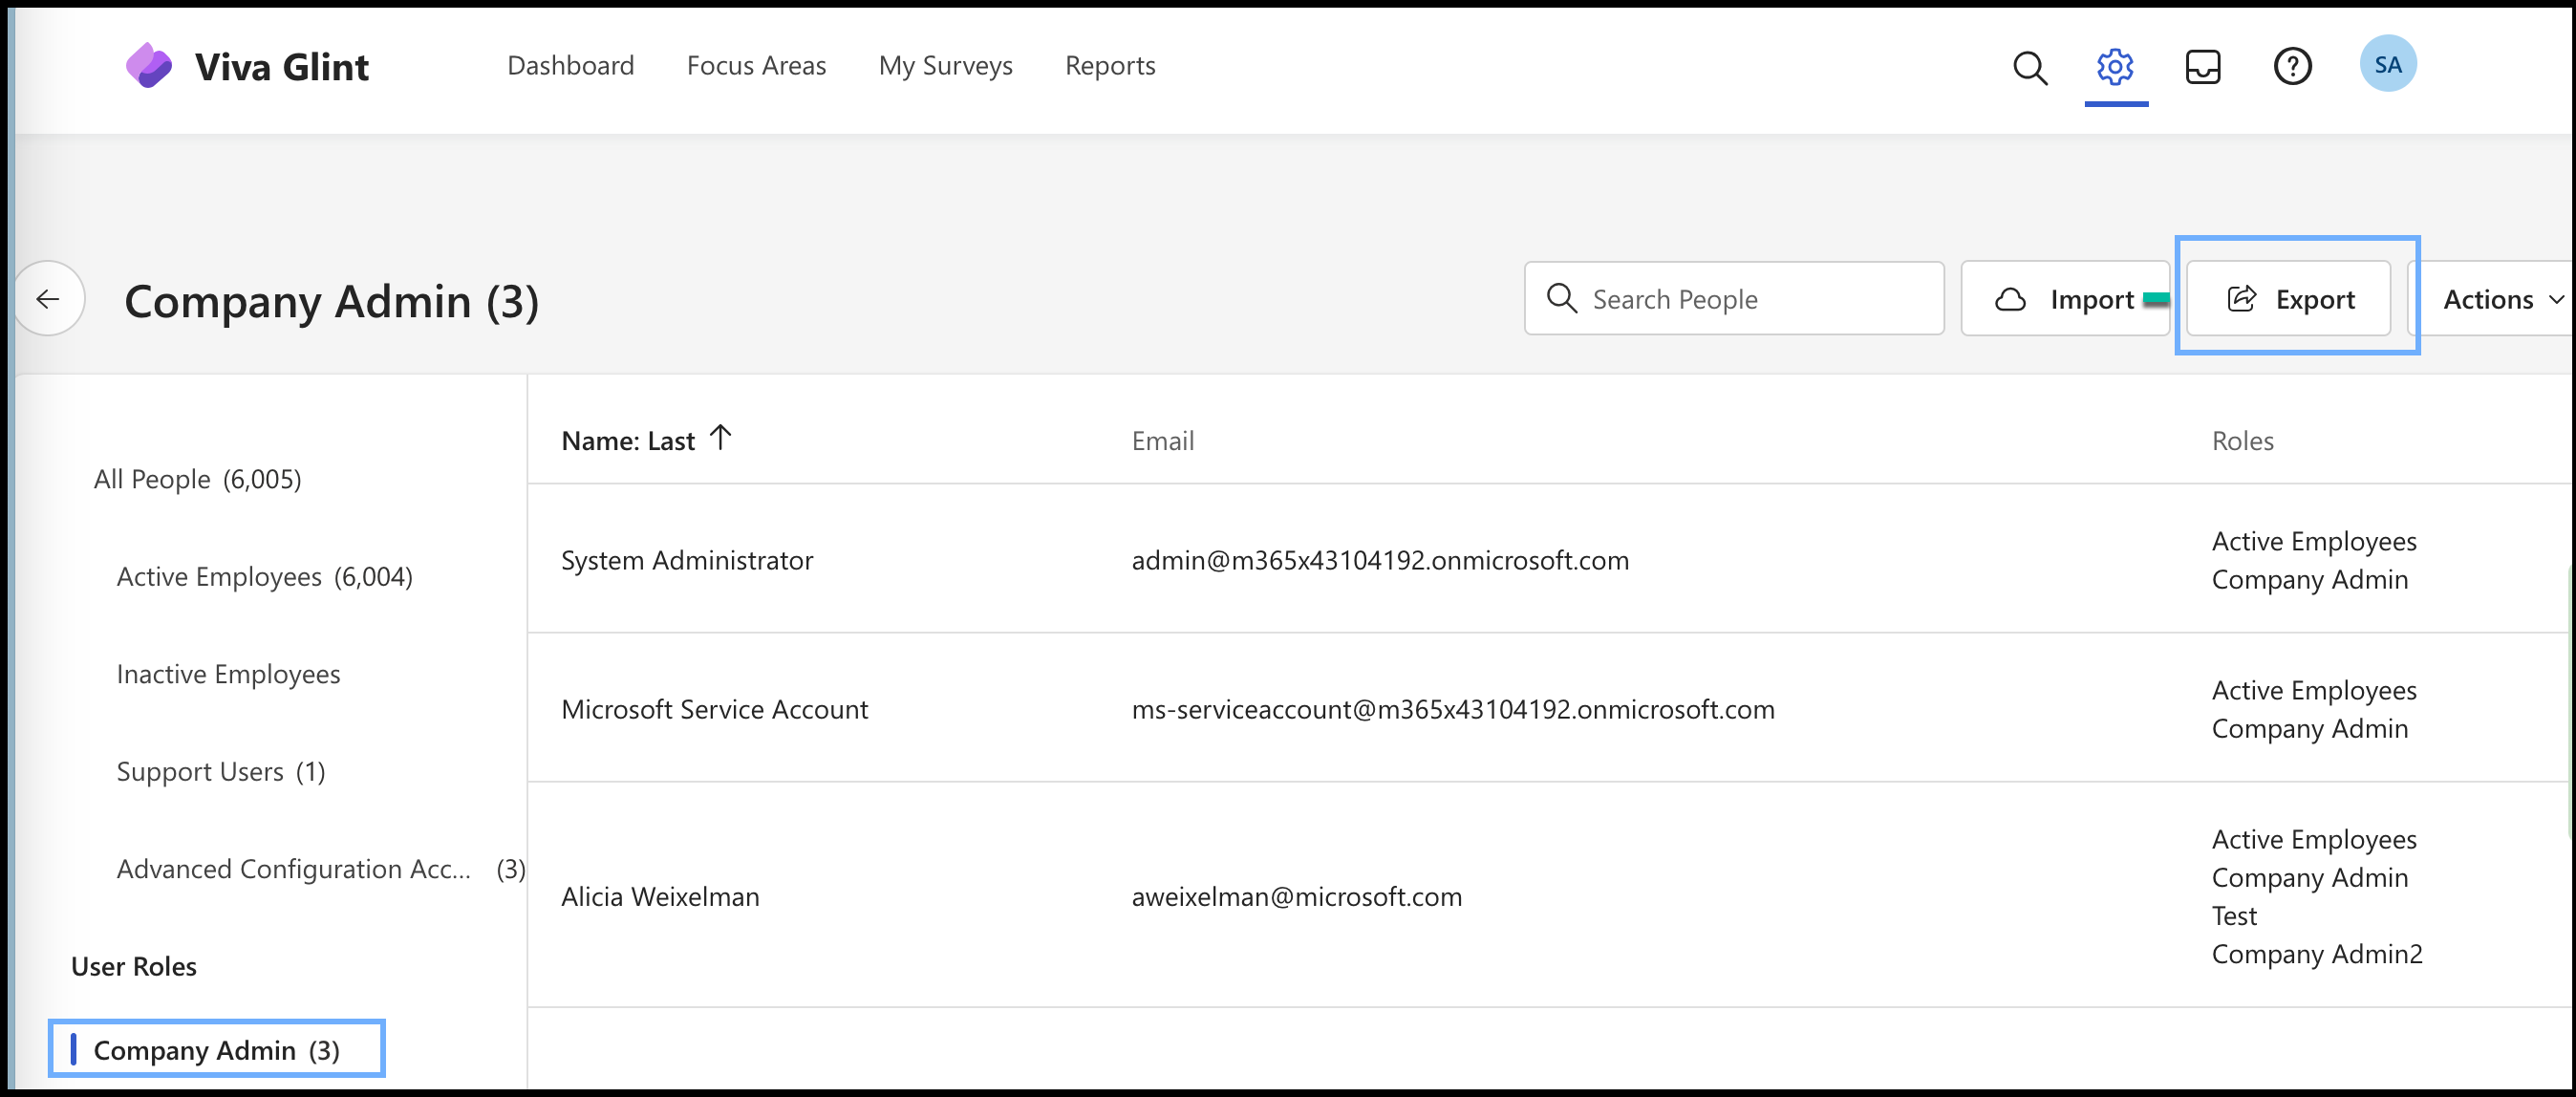 Viva Glint
Dashboard
Focus Areas
My Surveys
Reports
SA
Company Admin (3)
Search People
Import
Export
Actions
All People (6,005)
Active Employees (6,004)
Inactive Employees
Support Users (1)
Advanced Configuration Acc... (3)
User Roles
Company Admin (3)
Name: Last
Email
Roles
System Administrator
admin@m365x43104192.onmicrosoft.com
Active Employees
Company Admin
Microsoft Service Account
ms-serviceaccount@m365x43104192.onmicrosoft.com
Active Employees
Company Admin
Alicia Weixelman
aweixelman@microsoft.com
Active Employees
Company Admin
Test
Company Admin2